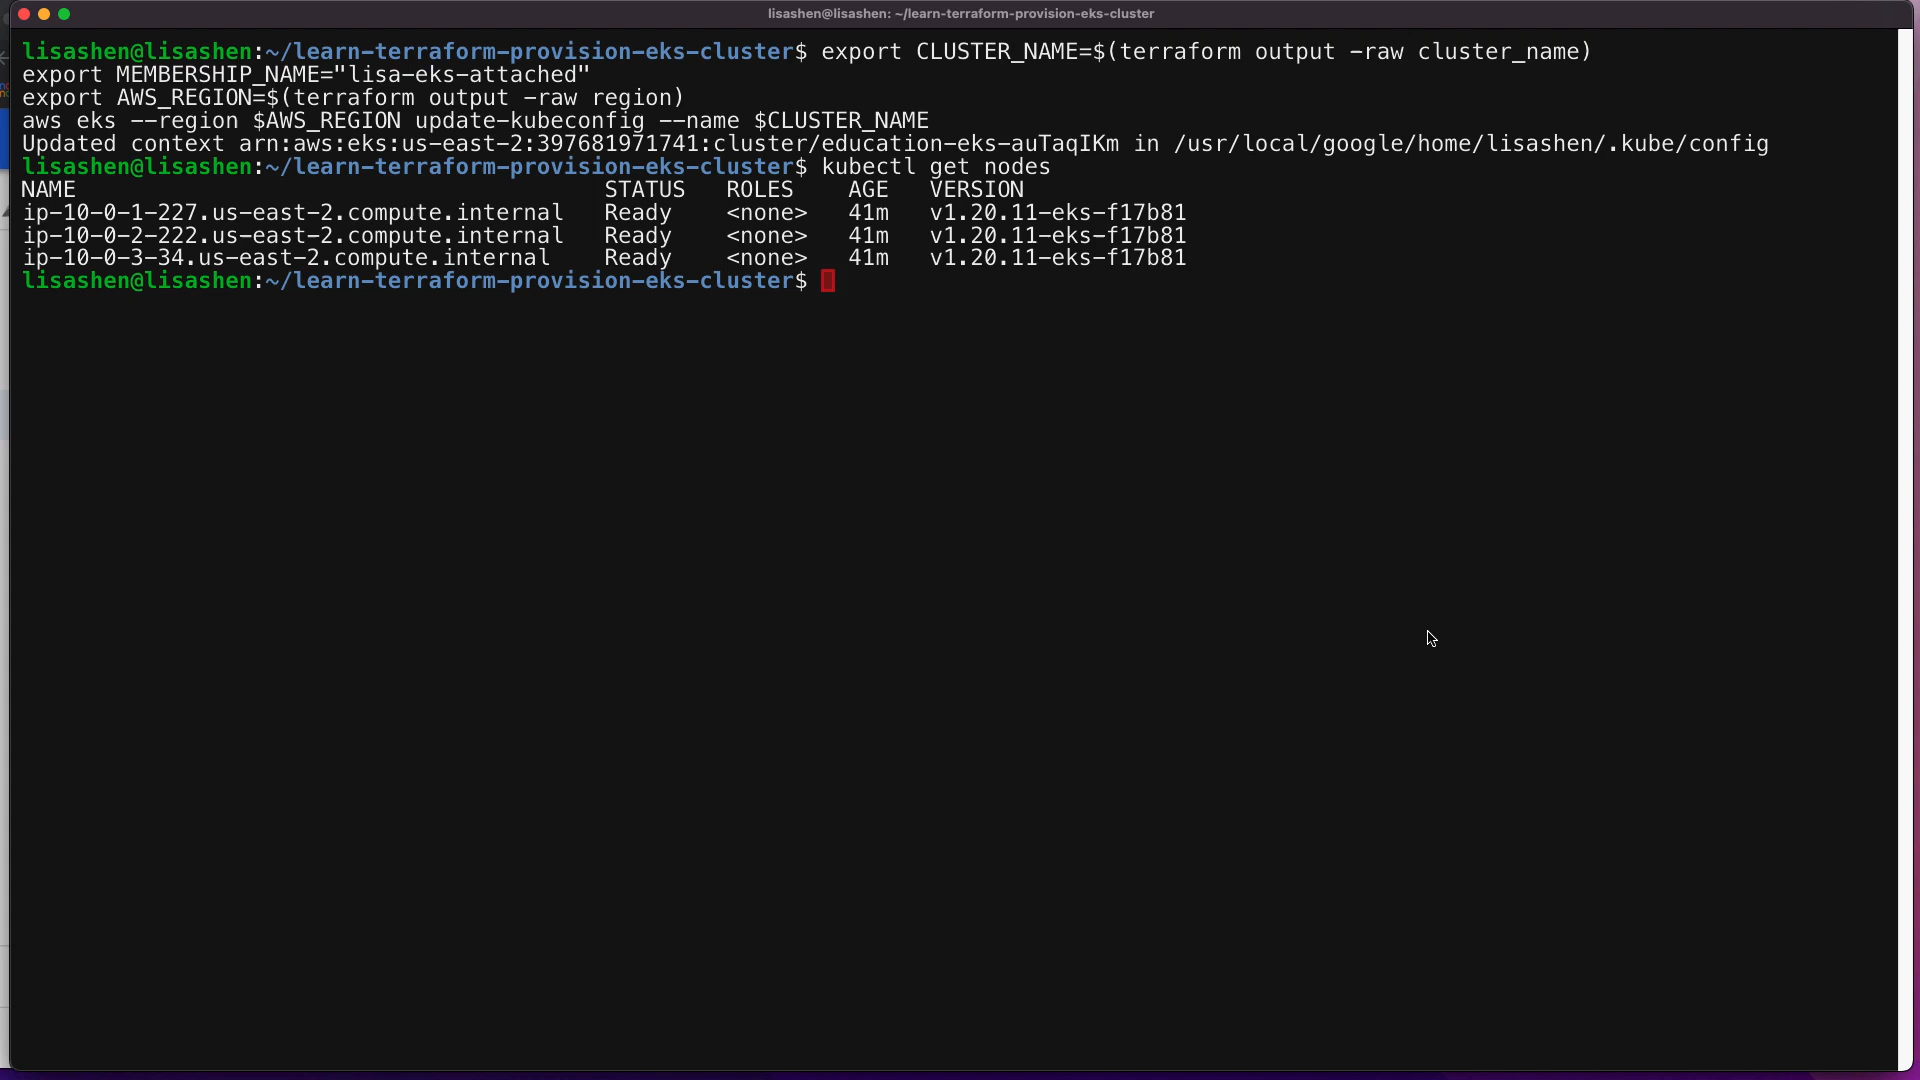 lisashen@lisashen: ~/learn-terraform-provision-eks-cluster
lisashen@lisashen:~/learn-terraform-provision-eks-cluster$ export CLUSTER_NAME=$(terraform output -raw cluster_name)
export MEMBERSHIP_NAME="lisa-eks-attached"
export AWS_REGION=$(terraform output -raw region)
aws eks --region $AWS_REGION update-kubeconfig --name $CLUSTER_NAME
Updated context arn:aws:eks:us-east-2:397681971741:cluster/education-eks-auTaqIKm in /usr/local/google/home/lisashen/.kube/config
lisashen@lisashen:~/learn-terraform-provision-eks-cluster$ kubectl get nodes
NAME STATUS ROLES AGE VERSION
ip-10-0-1-227.us-east-2.compute.internal Ready <none> 41m v1.20.11-eks-f17b81
ip-10-0-2-222.us-east-2.compute.internal Ready <none> 41m v1.20.11-eks-f17b81
ip-10-0-3-34.us-east-2.compute.internal Ready <none> 41m v1.20.11-eks-f17b81
lisashen@lisashen:~/learn-terraform-provision-eks-cluster$